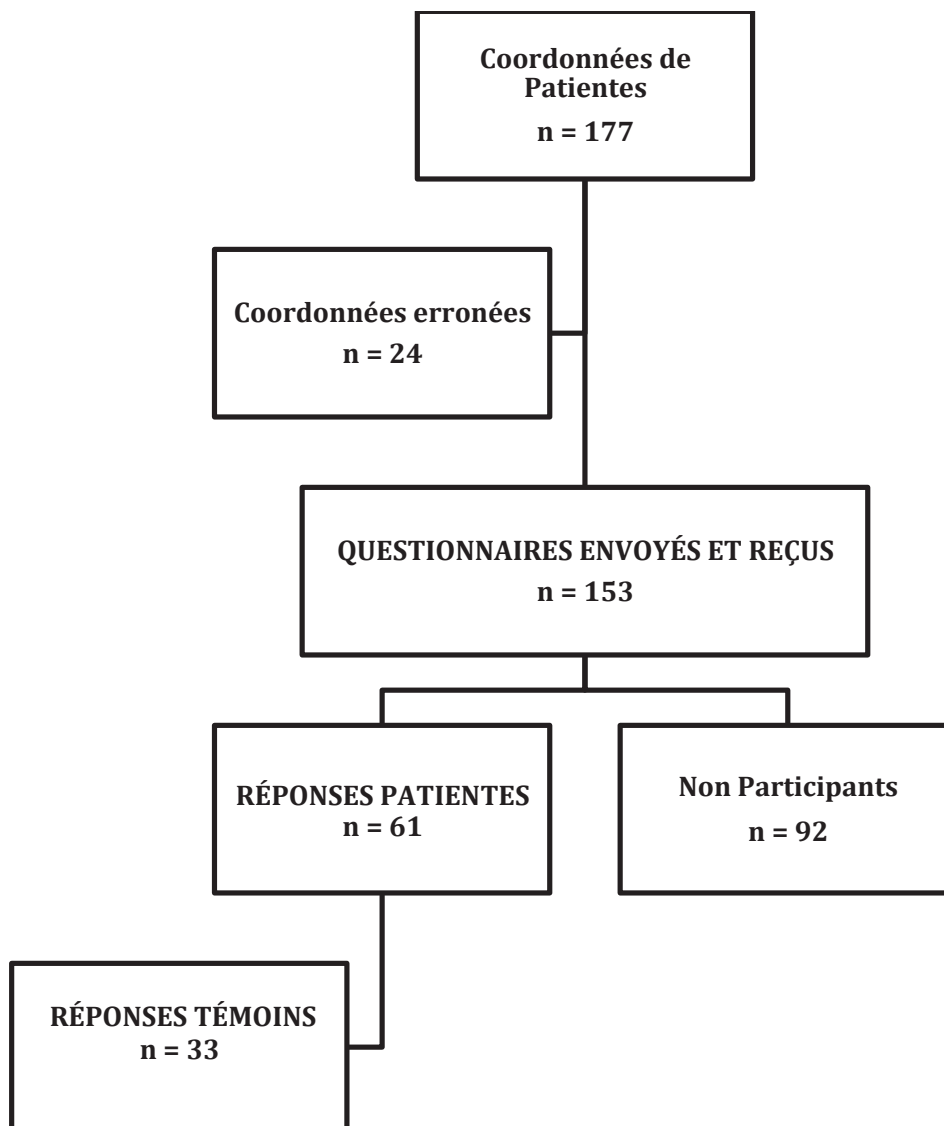 Coordonnées de
Patientes
n = 177
Coordonnées erronées
n = 24
QUESTIONNAIRES ENVOYÉS ET REÇUS
n = 153
RÉPONSES PATIENTES
n = 61
Non Participants
n = 92
RÉPONSES TÉMOINS
n = 33